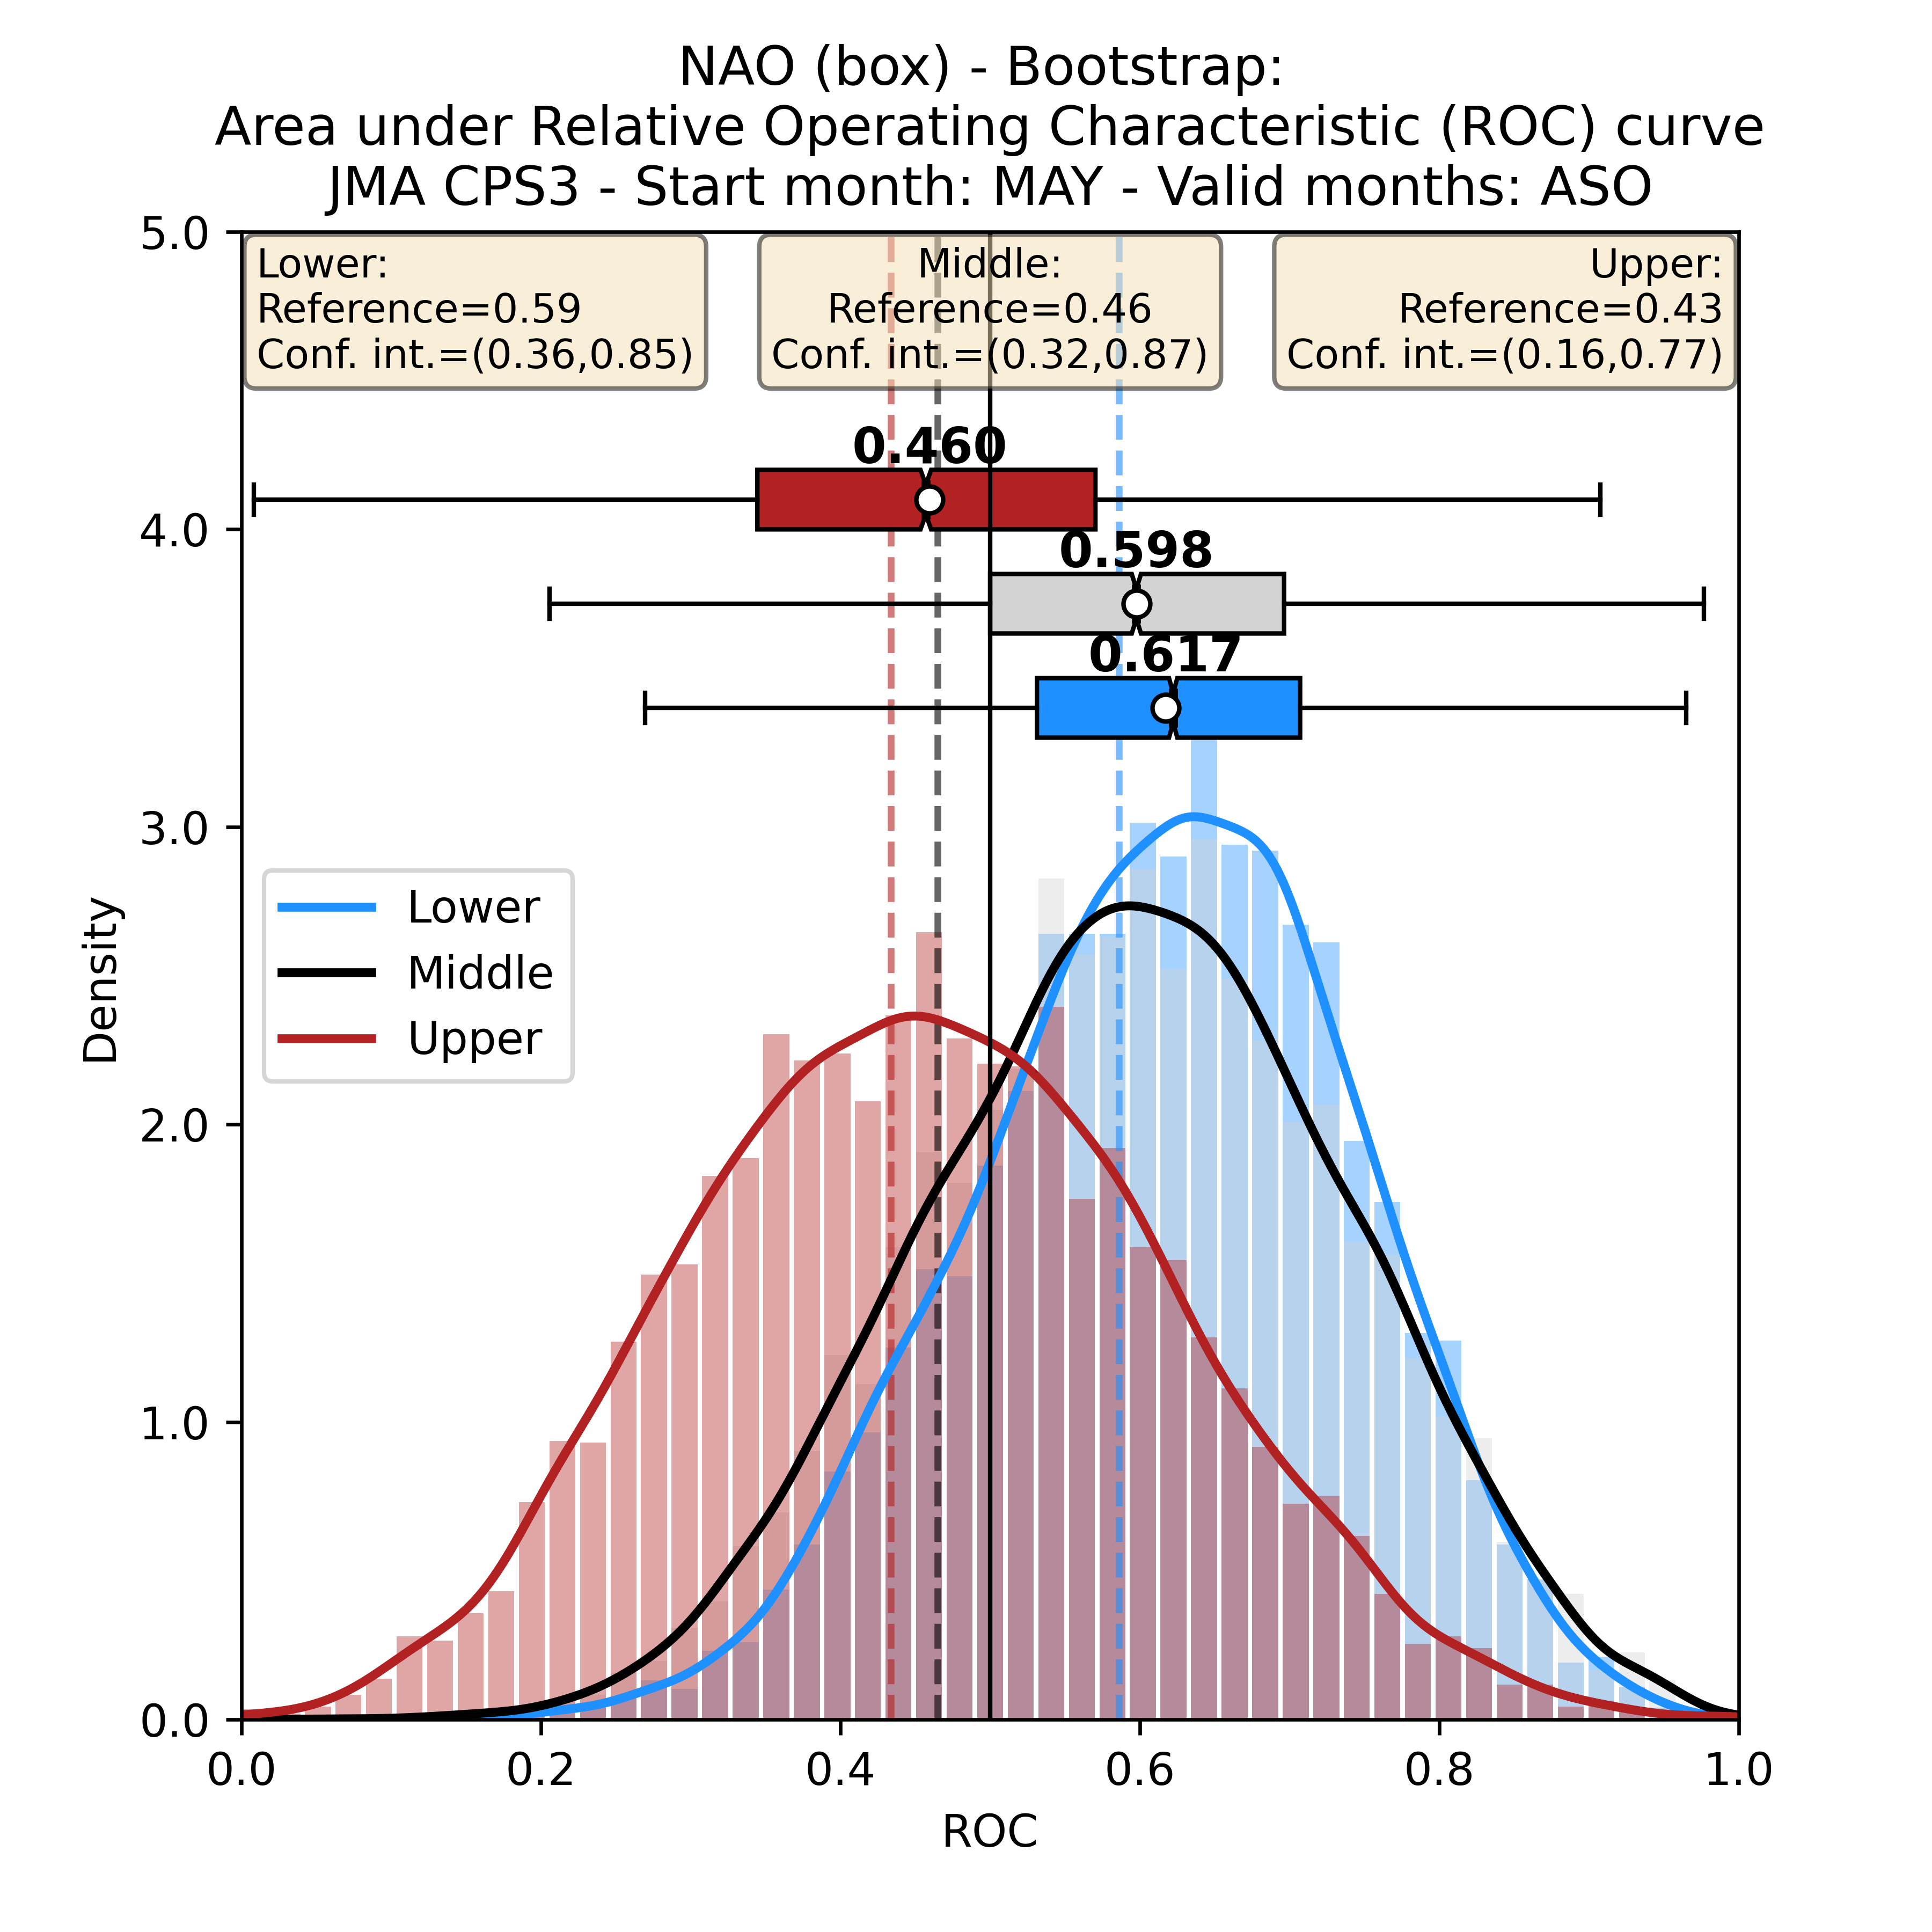 NAO (box) - Bootstrap:
Area under Relative Operating Characteristic (ROC) curve
JMA CPS3 - Start month: MAY - Valid months: ASO
Lower:
Reference=0.59
Conf. int.=(0.36,0.85)
Middle:
Reference=0.46
Conf. int.=(0.32,0.87)
Upper:
Reference=0.43
Conf. int.=(0.16,0.77)
0.460
0.598
0.617
Lower
Middle
Upper
Density
5.0
4.0
3.0
2.0
1.0
0.0
0.0
0.2
0.4
0.6
0.8
1.0
ROC